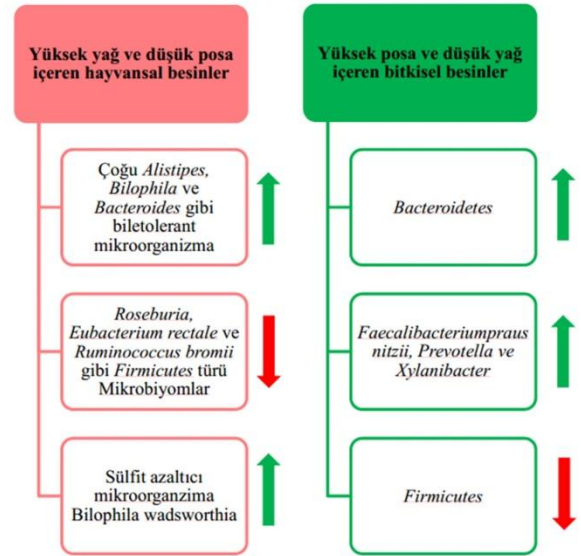 Yüksek yağ ve düşük posa
içeren hayvansal besinler
Çoğu Alistipes,
Bilophila ve
Bacteroides gibi
biletolerant
mikroorganizma
Roseburia,
Eubacterium rectale ve
Ruminococcus bromii
gibi Firmicutes türü
Mikrobiyomlar
Sülfit azaltıcı
mikroorganzima
Bilophila wadsworthia
Yüksek posa ve düşük yağ
içeren bitkisel besinler
Bacteroidetes
Faecalibacteriumpraus
nitzii, Prevotella ve
Xylanibacter
Firmicutes